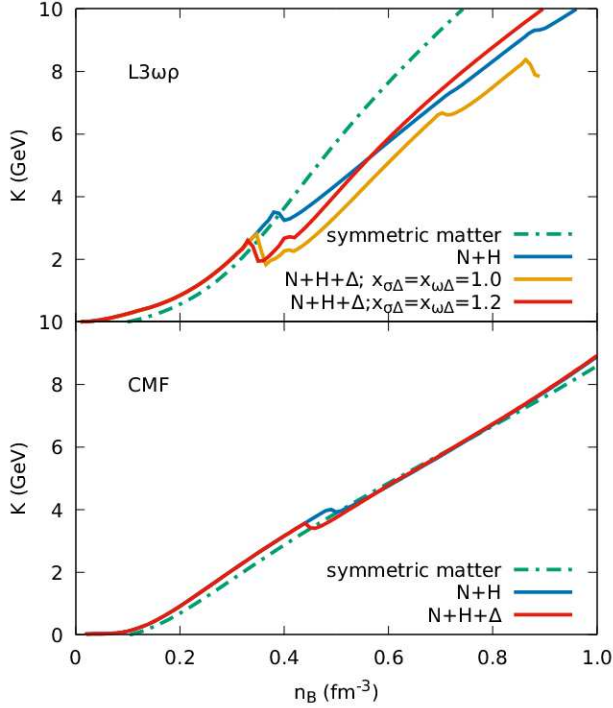 10
8
6
4
2
10
K (GeV)
L3ωρ
symmetric matter
N+H
N+H+Δ; xσΔ=xωΔ=1.0
N+H+Δ;xσΔ=xωΔ=1.2
8
6
4
2
0
K (GeV)
CMF
symmetric matter
N+H
N+H+Δ
0 0.2 0.4 0.6 0.8 1.0
nB (fm-3)